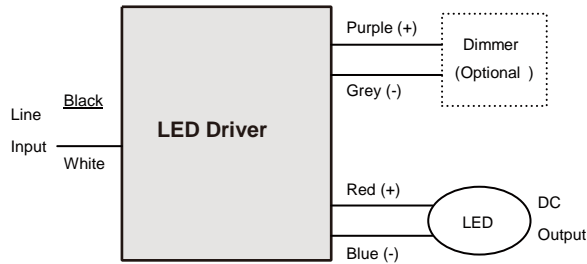 Purple (+)
Dimmer
(Optional )
Grey (-)
Line
Black
Input
White
LED Driver
Red (+)
DC
LED
Output
Blue (-)